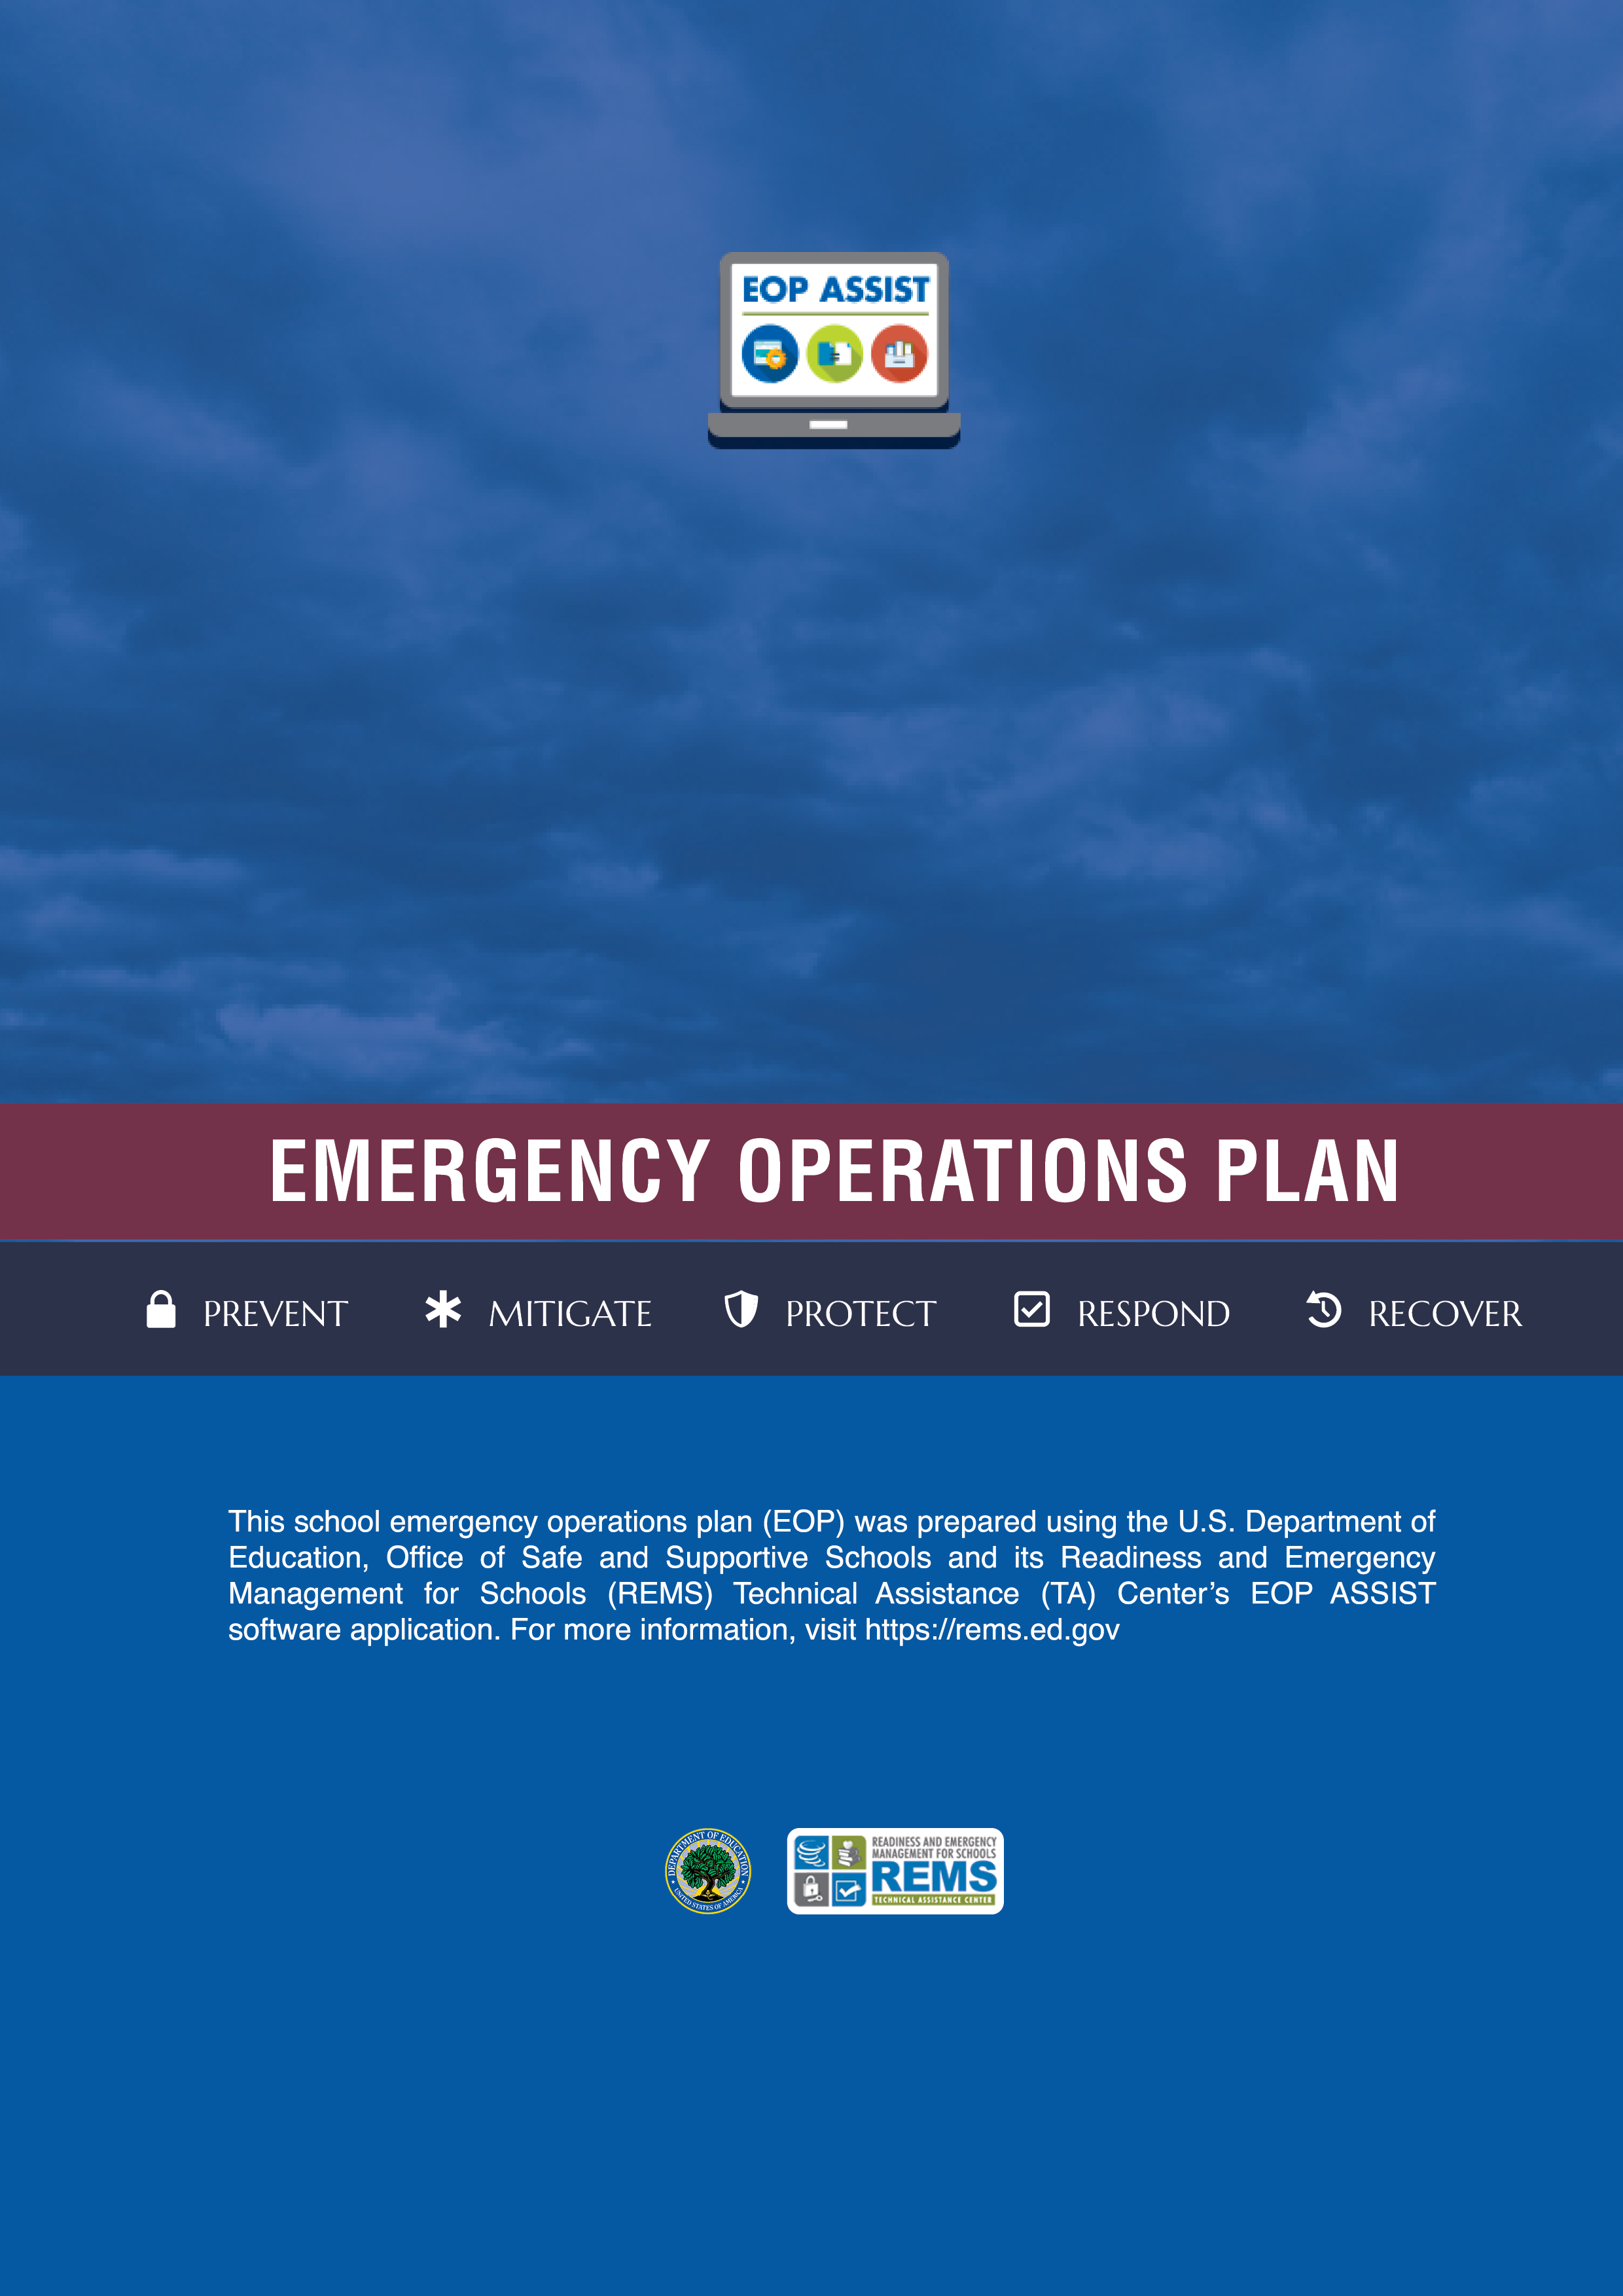 EOP ASSIST
EMERGENCY OPERATIONS PLAN
PREVENT MITIGATE PROTECT RESPOND RECOVER
This school emergency operations plan (EOP) was prepared using the U.S. Department of
Education, Office of Safe and Supportive Schools and its Readiness and Emergency
Management for Schools (REMS) Technical Assistance (TA) Center’s EOP ASSIST
software application. For more information, visit https://rems.ed.gov
DEPARTMENT OF EDUCATION
UNITED STATES OF AMERICA
READINESS AND EMERGENCY
MANAGEMENT FOR SCHOOLS
REMS
TECHNICAL ASSISTANCE CENTER